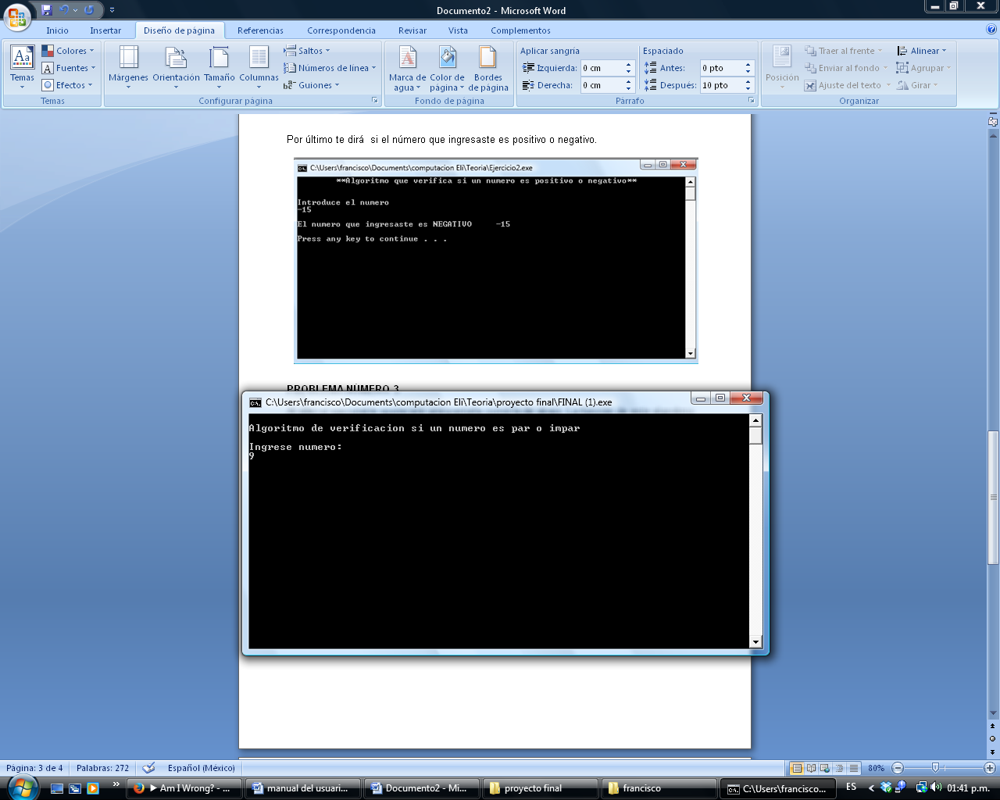 Documento2 - Microsoft Word
Inicio Insertar Diseño de página Referencias Correspondencia Revisar Vista Complementos
Temas
Colores
Fuentes
Efectos
Temas
Márgenes Orientación Tamaño Columnas
Saltos
Números de línea
Guiones
Configurar página
Marca de agua
Color de página
Bordes de página
Fondo de página
Aplicar sangría
Izquierda: 0 cm
Derecha: 0 cm
Espaciado
Antes: 0 pto
Después: 10 pto
Párrafo
Posición
Traer al frente
Enviar al fondo
Ajuste del texto
Alinear
Agrupar
Girar
Organizar
Por último te dirá si el número que ingresaste es positivo o negativo.
C:\Users\francisco\Documents\computacion Eli\Teoria\Ejercicio2.exe
**Algoritmo que verifica si un numero es positivo o negativo**
Introduce el numero
-15
El numero que ingresaste es NEGATIVO -15
Press any key to continue . . .
PROBLEMA NÚMERO 3
C:\Users\francisco\Documents\computacion Eli\Teoria\proyecto final\FINAL (1).exe
Algoritmo de verificacion si un numero es par o impar
Ingrese numero:
9
Página: 3 de 4 Palabras: 272 Español (México) 80%
Am I Wrong? - ... manual del usuari... Documento2 - Mi... proyecto final francisco C:\Users\francisco... ES 01:41 p.m.